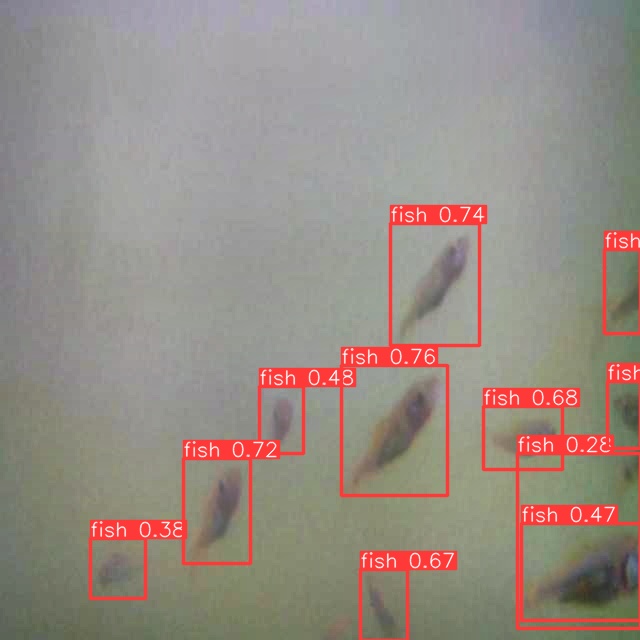 fish 0.74
fish
fish 0.76
fish
fish 0.48
fish 0.68
fish 0.28
fish 0.72
fish 0.47
fish 0.38
fish 0.67